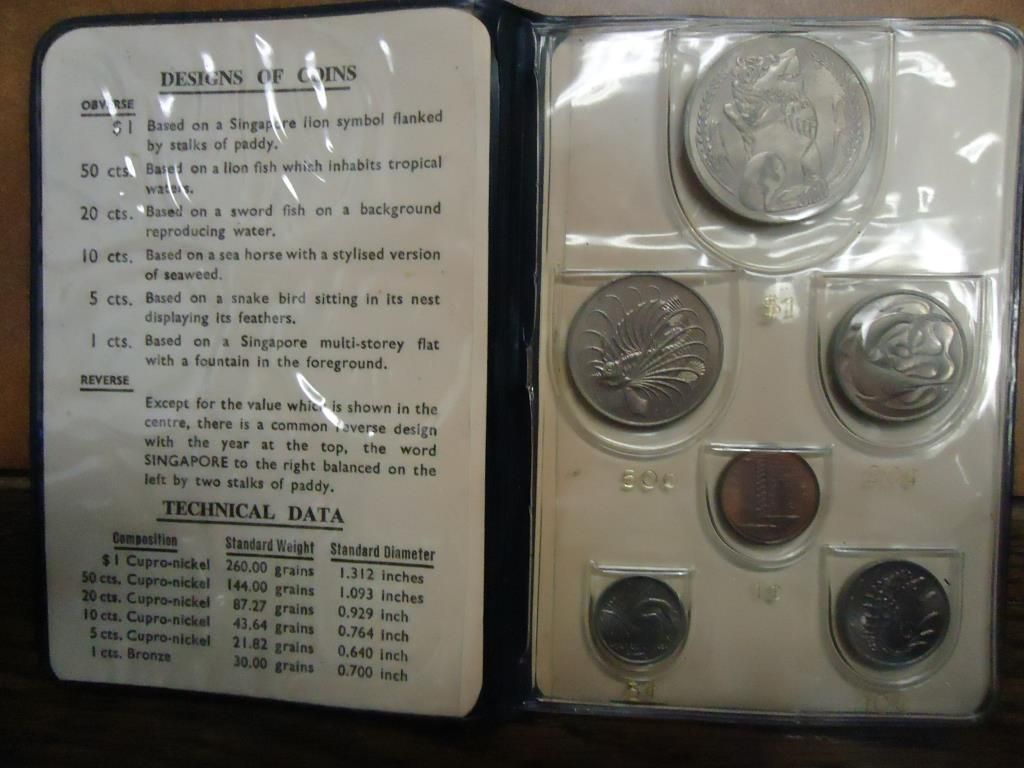 DESIGNS OF COINS
OBVERSE
$1 Based on a Singapore lion symbol flanked
by stalks of paddy.
50 cts. Based on a lion fish which inhabits tropical
waters.
20 cts. Based on a sword fish on a background
reproducing water.
10 cts. Based on a sea horse with a stylised version
of seaweed.
5 cts. Based on a snake bird sitting in its nest
displaying its feathers.
1 cts. Based on a Singapore multi-storey flat
with a fountain in the foreground.
REVERSE
Except for the value which is shown in the
centre, there is a common reverse design
with the year at the top, the word
SINGAPORE to the right balanced on the
left by two stalks of paddy.
TECHNICAL DATA
Composition Standard Weight Standard Diameter
$1 Cupro-nickel 260.00 grains 1.312 inches
50 cts. Cupro-nickel 144.00 grains 1.093 inches
20 cts. Cupro-nickel 87.27 grains 0.929 inch
10 cts. Cupro-nickel 43.64 grains 0.764 inch
5 cts. Cupro-nickel 21.82 grains 0.640 inch
1 cts. Bronze 30.00 grains 0.700 inch
$1
50¢
20¢
1¢
5¢
10¢